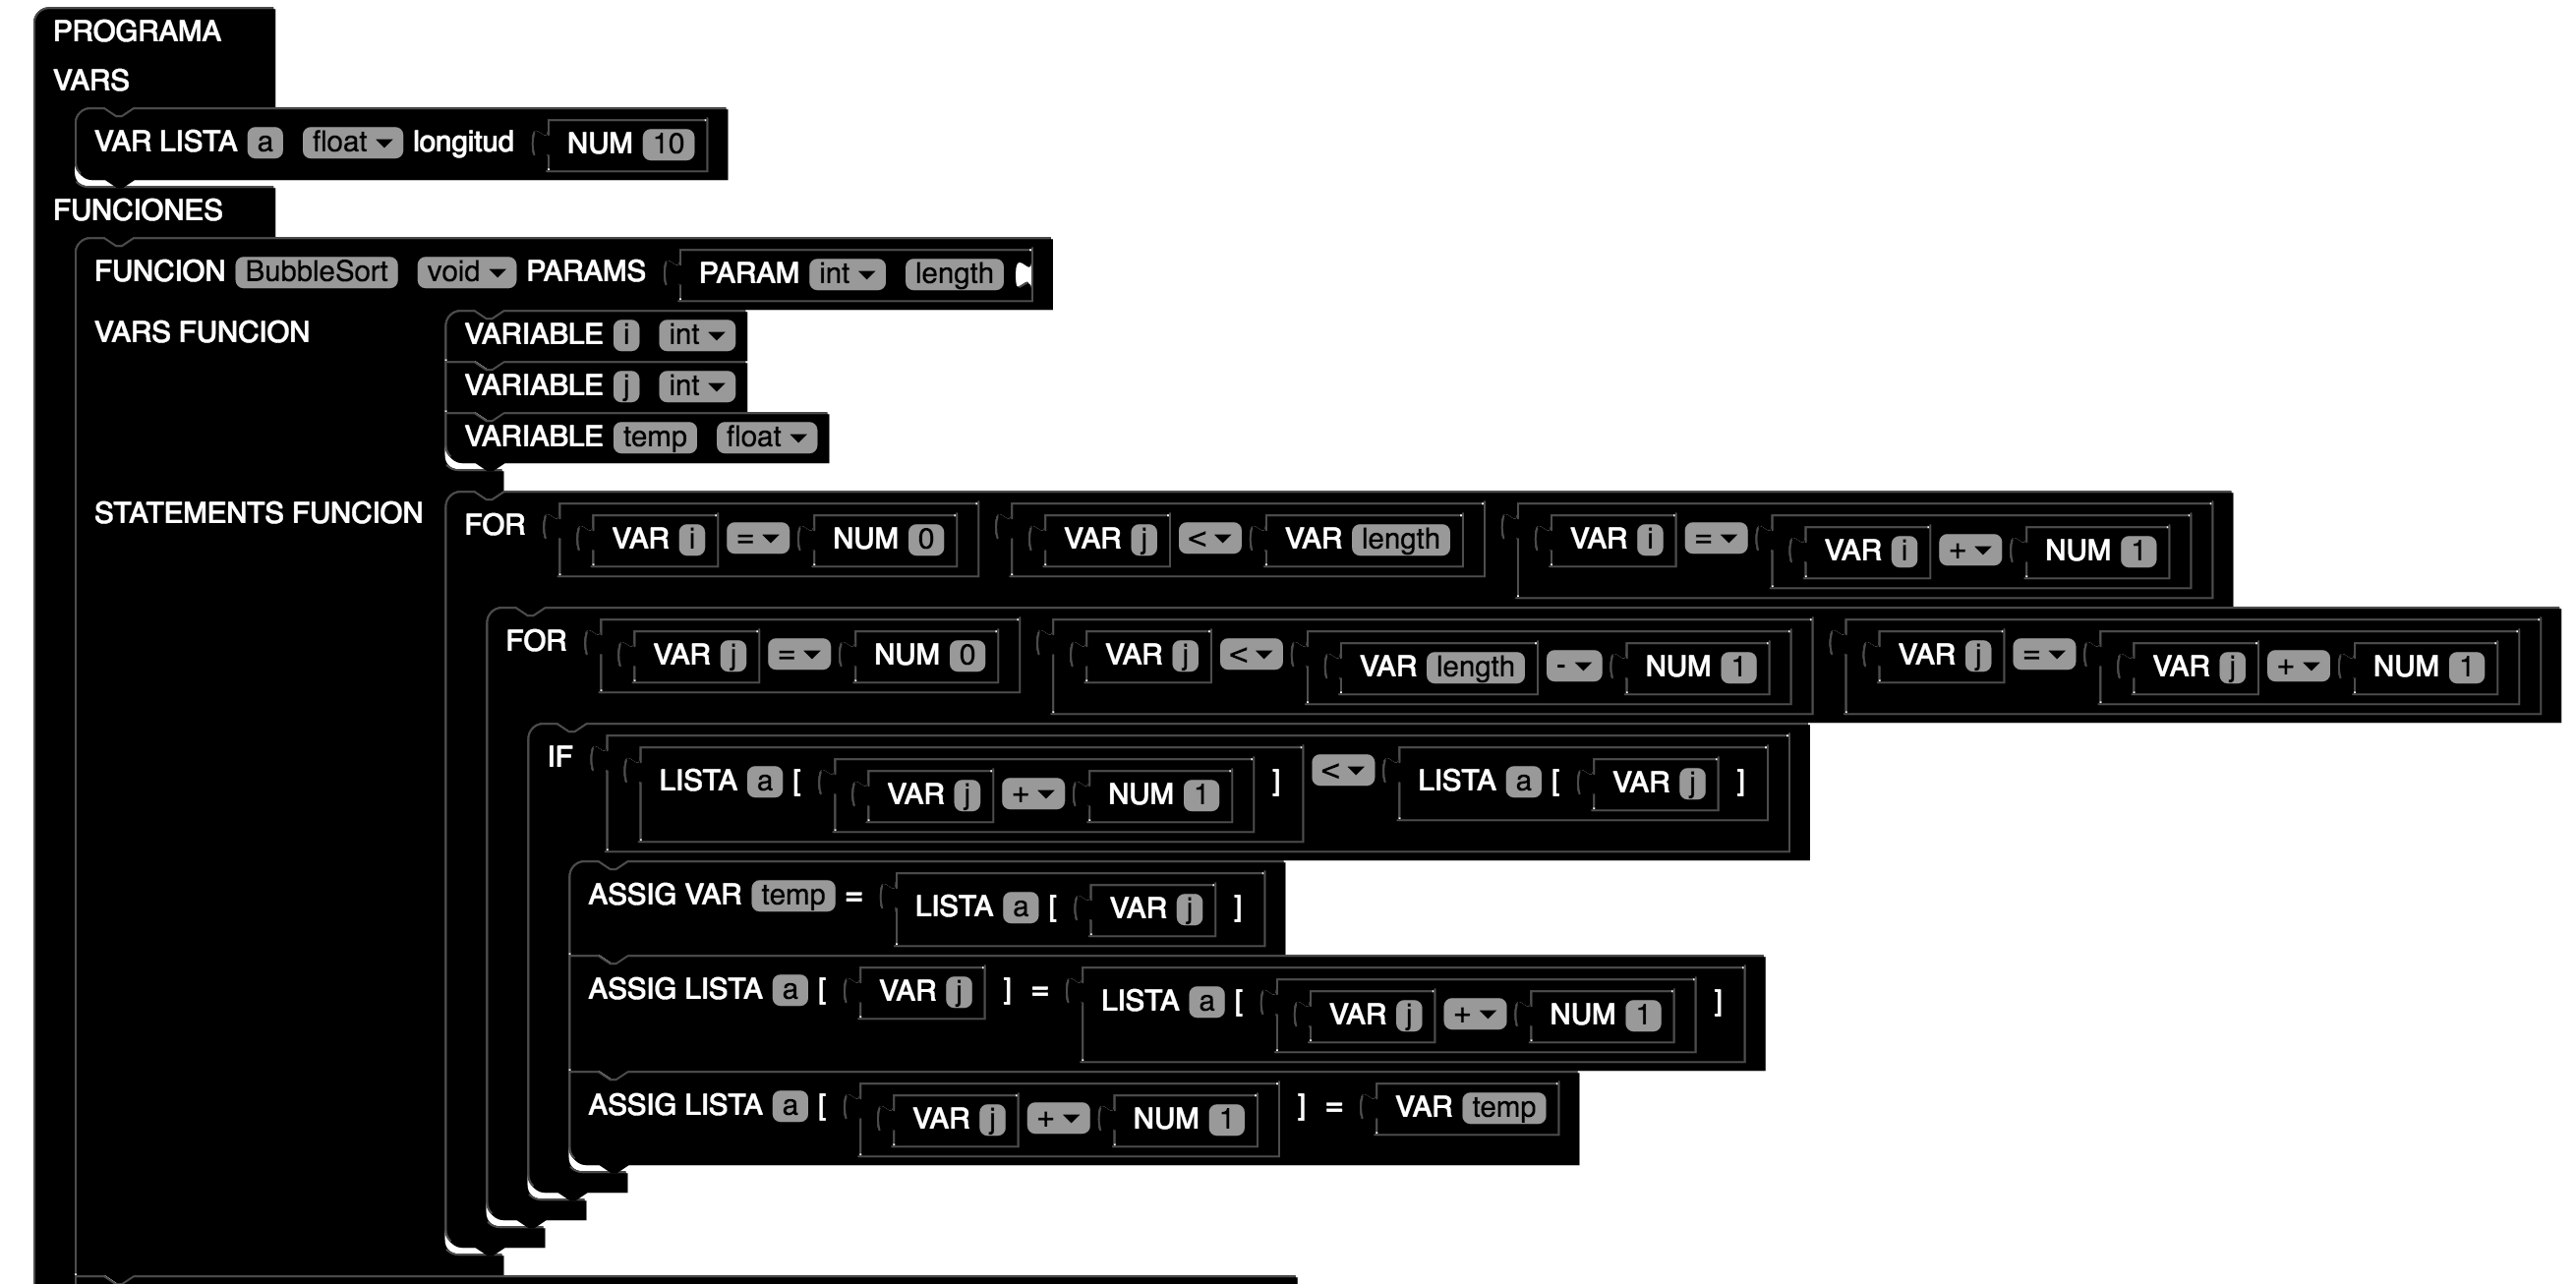 PROGRAMA
VARS
VAR LISTA a float longitud NUM 10
FUNCIONES
FUNCION BubbleSort void PARAMS PARAM int length
VARS FUNCION VARIABLE i int
VARIABLE j int
VARIABLE temp float
STATEMENTS FUNCION FOR VAR i = NUM 0 VAR j < VAR length VAR i = VAR i + NUM 1
FOR VAR j = NUM 0 VAR j < VAR length - NUM 1 VAR j = VAR j + NUM 1
IF LISTA a [ VAR j + NUM 1 ] < LISTA a [ VAR j ]
ASSIG VAR temp = LISTA a [ VAR j ]
ASSIG LISTA a [ VAR j ] = LISTA a [ VAR j + NUM 1 ]
ASSIG LISTA a [ VAR j + NUM 1 ] = VAR temp